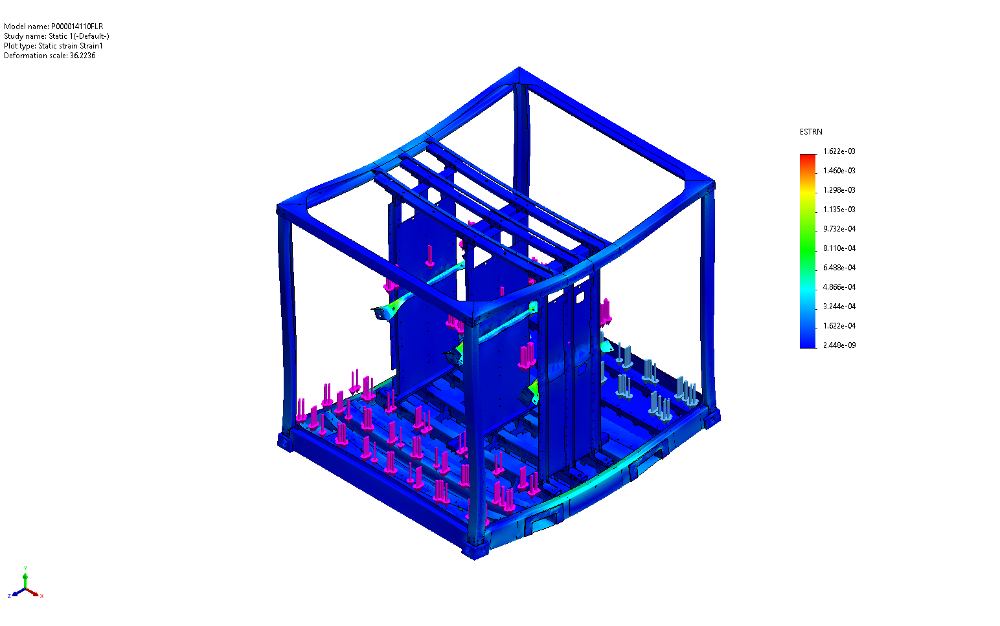 Model name: P000014110FLR
Study name: Static 1(-Default-)
Plot type: Static strain Strain1
Deformation scale: 36.2236
ESTRN
1.622e-03
1.460e-03
1.298e-03
1.135e-03
9.732e-04
8.110e-04
6.488e-04
4.866e-04
3.244e-04
1.622e-04
2.448e-09
Y
Z
X